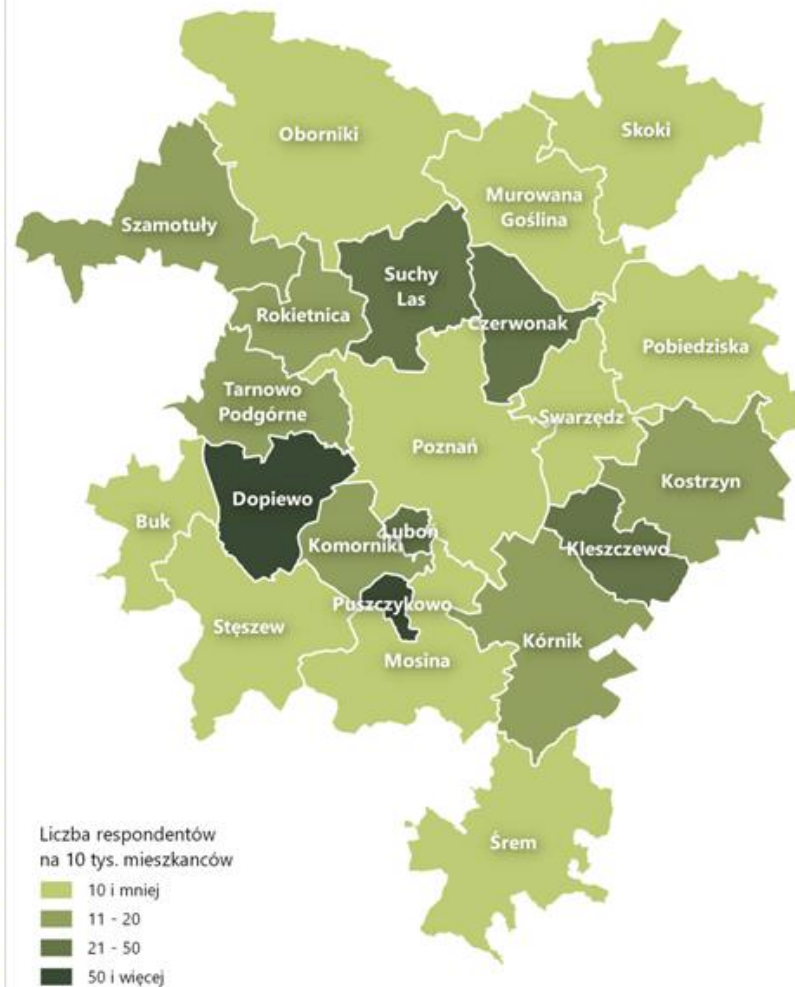 Oborniki
Skoki
Murowana
Goślina
Szamotuły
Suchy
Las
Rokietnica
Czerwonak
Pobiedziska
Tarnowo
Podgórne
Swarzędz
Poznań
Kostrzyn
Dopiewo
Buk
Luboń
Komorniki
Kleszczewo
Puszczykowo
Stęszew
Kórnik
Mosina
Śrem
Liczba respondentów
na 10 tys. mieszkanców
10 i mniej
11 - 20
21 - 50
50 i więcej